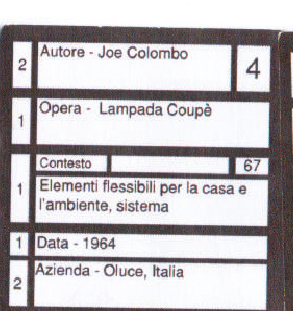 2 Autore - Joe Colombo 4
1 Opera - Lampada Coupè
Contesto 67
1 Elementi flessibili per la casa e
l'ambiente, sistema
1 Data - 1964
2 Azienda - Oluce, Italia